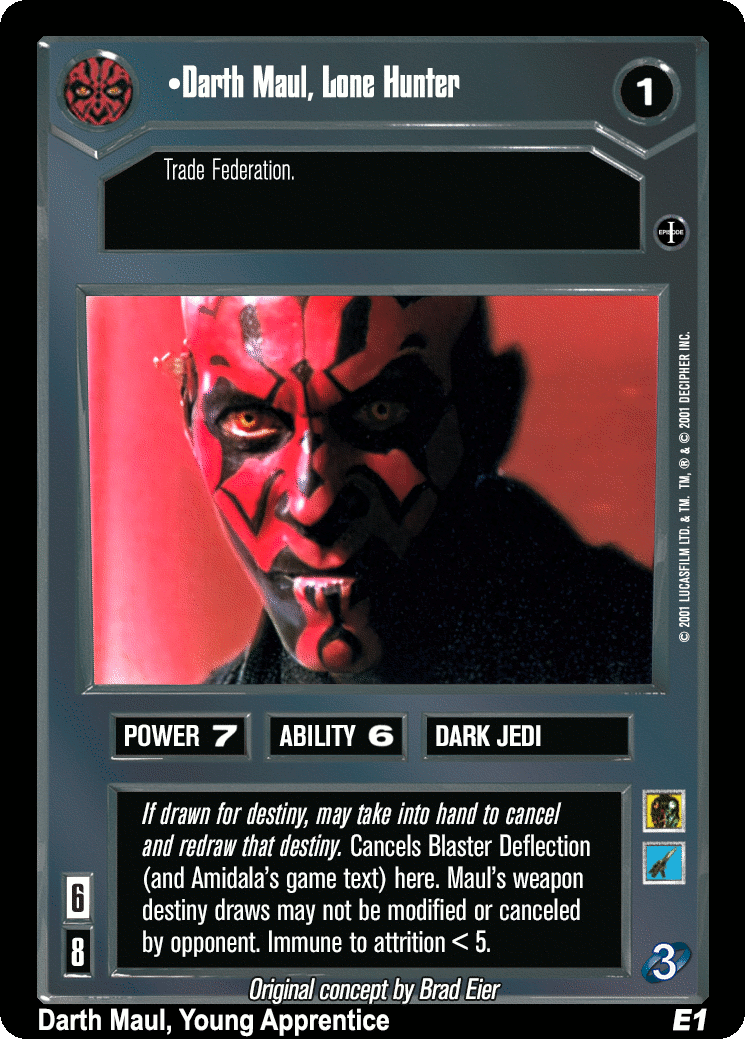 •Darth Maul, Lone Hunter
1
Trade Federation.
EPISODE I
© 2001 LUCASFILM LTD. & TM. TM, ® & © 2001 DECIPHER INC.
POWER 7
ABILITY 6
DARK JEDI
If drawn for destiny, may take into hand to cancel
and redraw that destiny. Cancels Blaster Deflection
(and Amidala's game text) here. Maul's weapon
destiny draws may not be modified or canceled
by opponent. Immune to attrition < 5.
6
8
3
Original concept by Brad Eier
Darth Maul, Young Apprentice
E1